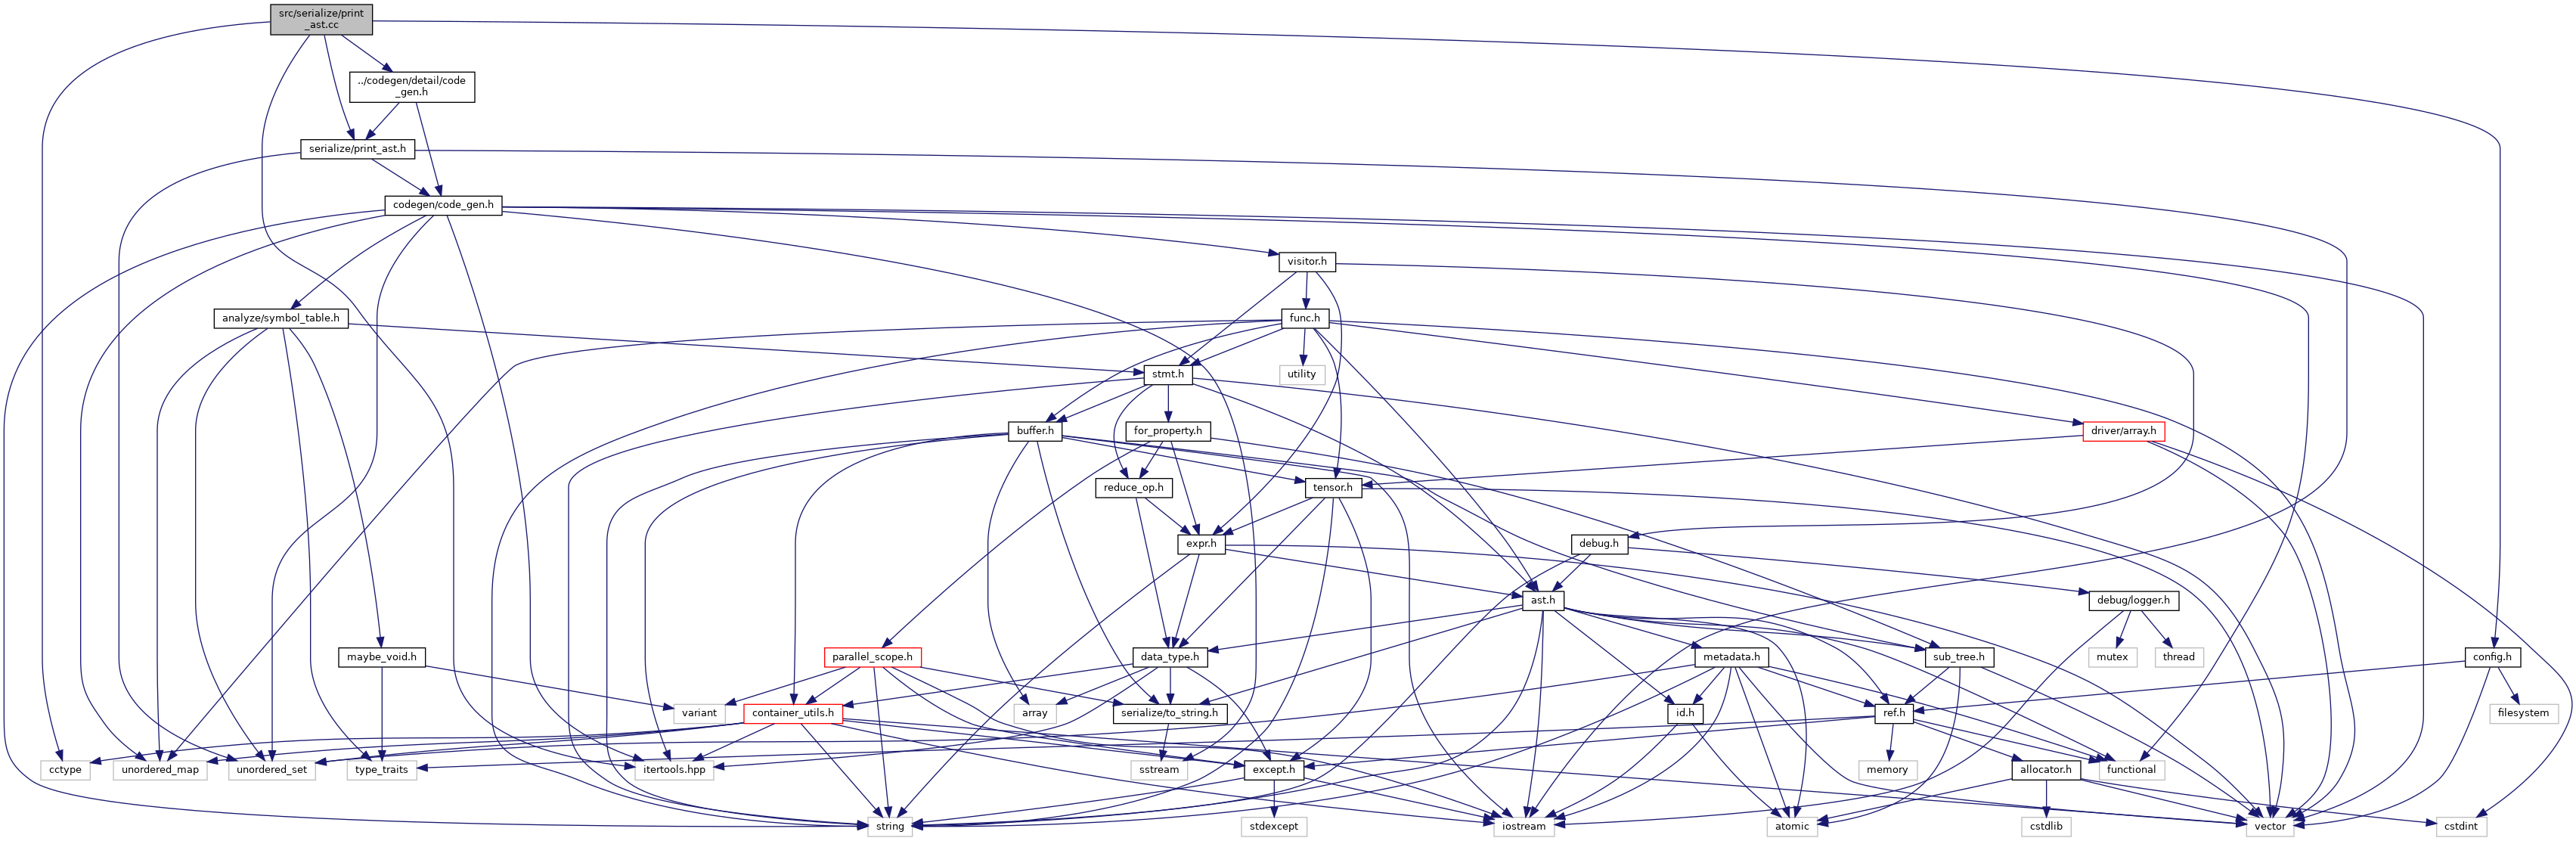 src/serialize/print
_ast.cc
../codegen/detail/code
_gen.h
serialize/print_ast.h
codegen/code_gen.h
visitor.h
analyze/symbol_table.h
func.h
stmt.h
utility
buffer.h
for_property.h
driver/array.h
reduce_op.h
tensor.h
expr.h
debug.h
ast.h
debug/logger.h
maybe_void.h
parallel_scope.h
data_type.h
metadata.h
sub_tree.h
mutex
thread
config.h
variant
container_utils.h
array
serialize/to_string.h
id.h
ref.h
filesystem
cctype
unordered_map
unordered_set
type_traits
itertools.hpp
sstream
except.h
memory
allocator.h
functional
string
stdexcept
iostream
atomic
cstdlib
vector
cstdint